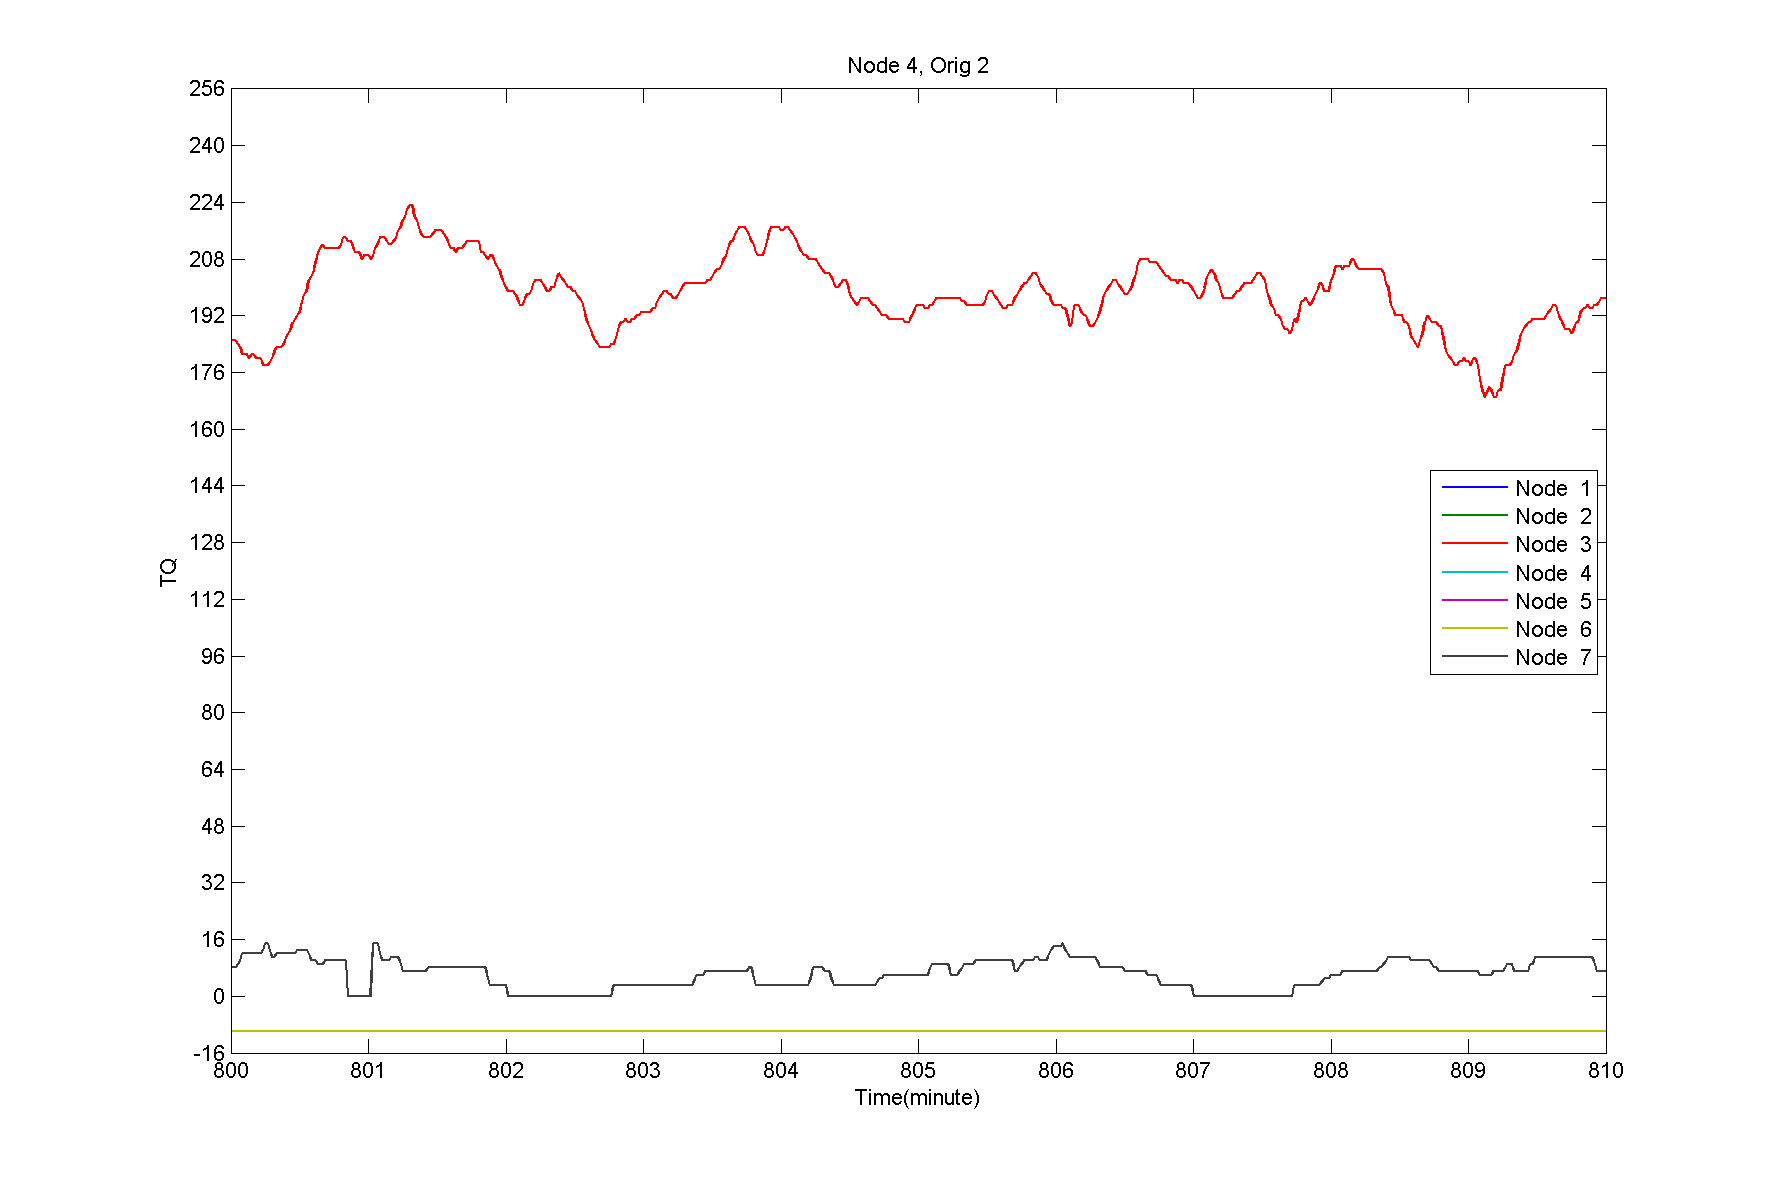 Node 4, Orig 2
256
240
224
208
192
176
160
144
128
112
96
80
64
48
32
16
0
-16
TQ
Node 1
Node 2
Node 3
Node 4
Node 5
Node 6
Node 7
800 801 802 803 804 805 806 807 808 809 810
Time(minute)